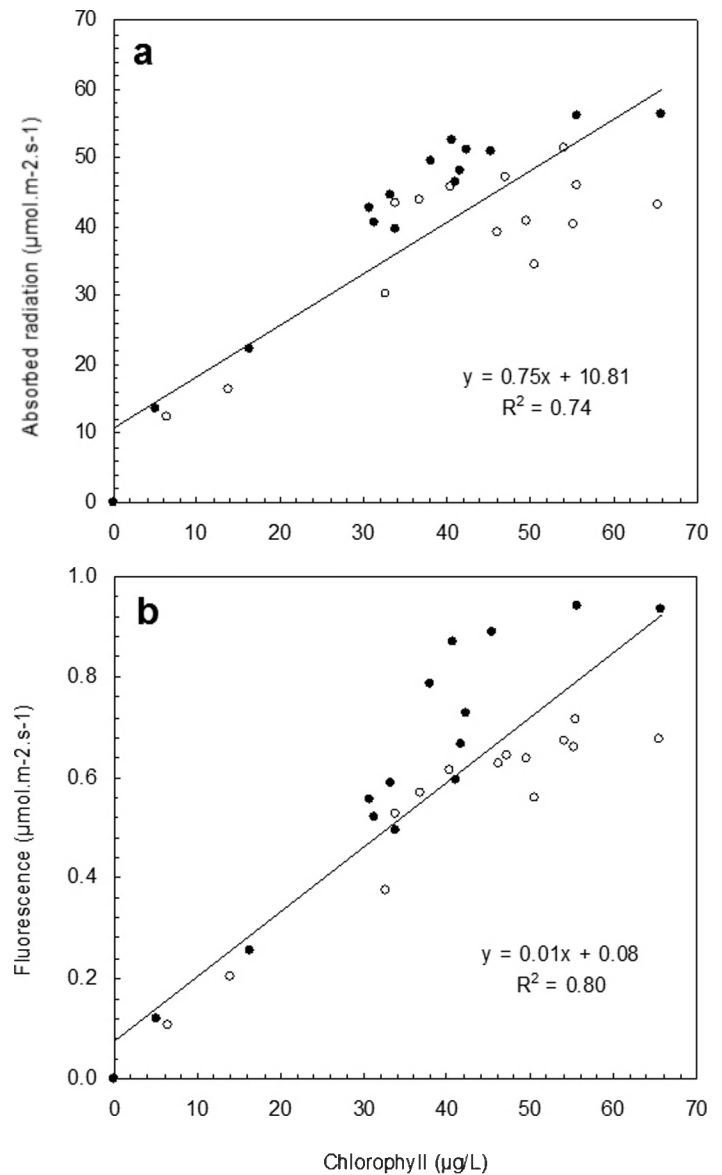 a
70
60
50
40
30
20
10
0
Absorbed radiation (µmol.m-2.s-1)
y = 0.75x + 10.81
R² = 0.74
0 10 20 30 40 50 60 70
b
1.0
0.8
0.6
0.4
0.2
0.0
Fluorescence (µmol.m-2.s-1)
y = 0.01x + 0.08
R² = 0.80
0 10 20 30 40 50 60 70
Chlorophyll (µg/L)